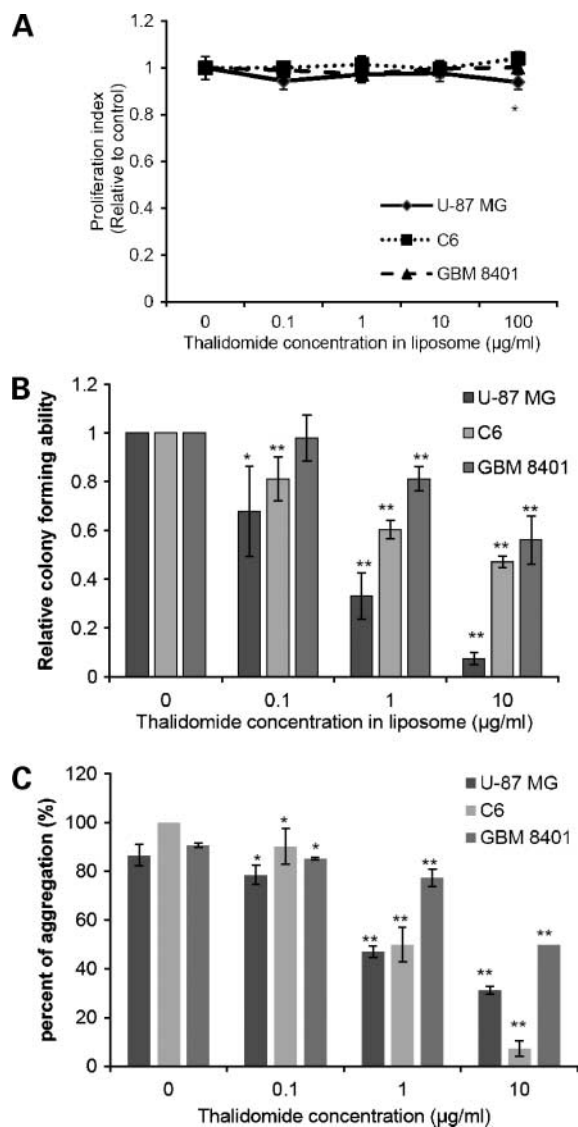 A
Proliferation index
(Relative to control)
1.2
1
0.8
0.6
0.4
1.2
1
*
U-87 MG
C6
GBM 8401
0 0.1 1 10 100
Thalidomide concentration in liposome (µg/ml)
B
Relative colony forming ability
1.2
1
0.8
0.6
0.4
0.2
0
U-87 MG
C6
GBM 8401
* **
** ** **
** ** **
0 0.1 1 10
Thalidomide concentration in liposome (µg/ml)
C
percent of aggregation (%)
120
100
80
60
40
20
0
U-87 MG
C6
GBM 8401
* * *
** ** **
** ** **
0 0.1 1 10
Thalidomide concentration (µg/ml)